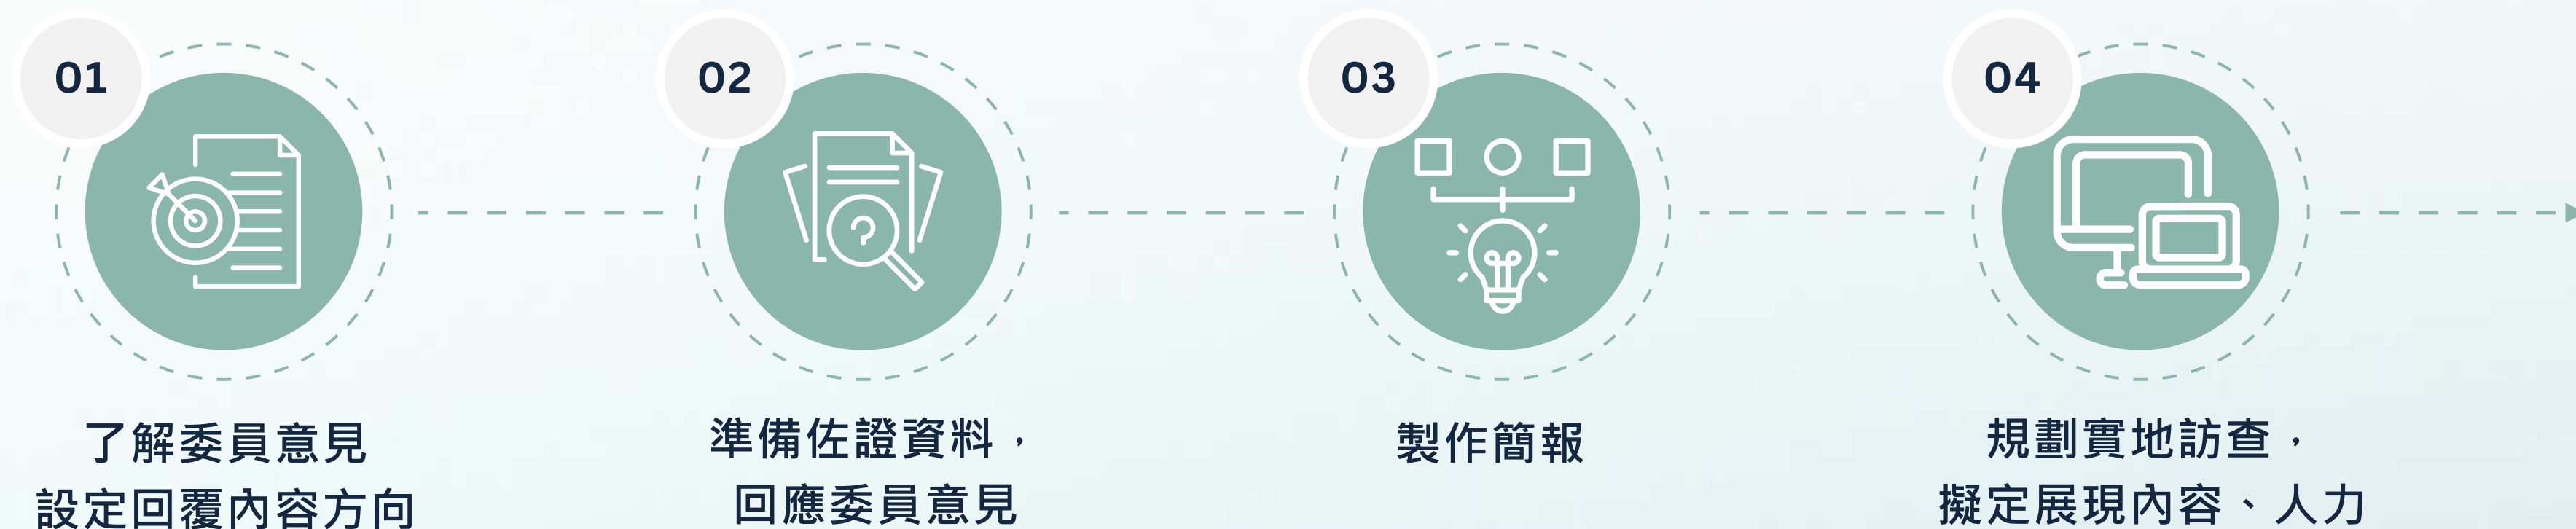 01
了解委員意見
設定回覆內容方向
02
準備佐證資料，
回應委員意見
03
製作簡報
04
規劃實地訪查，
擬定展現內容、人力